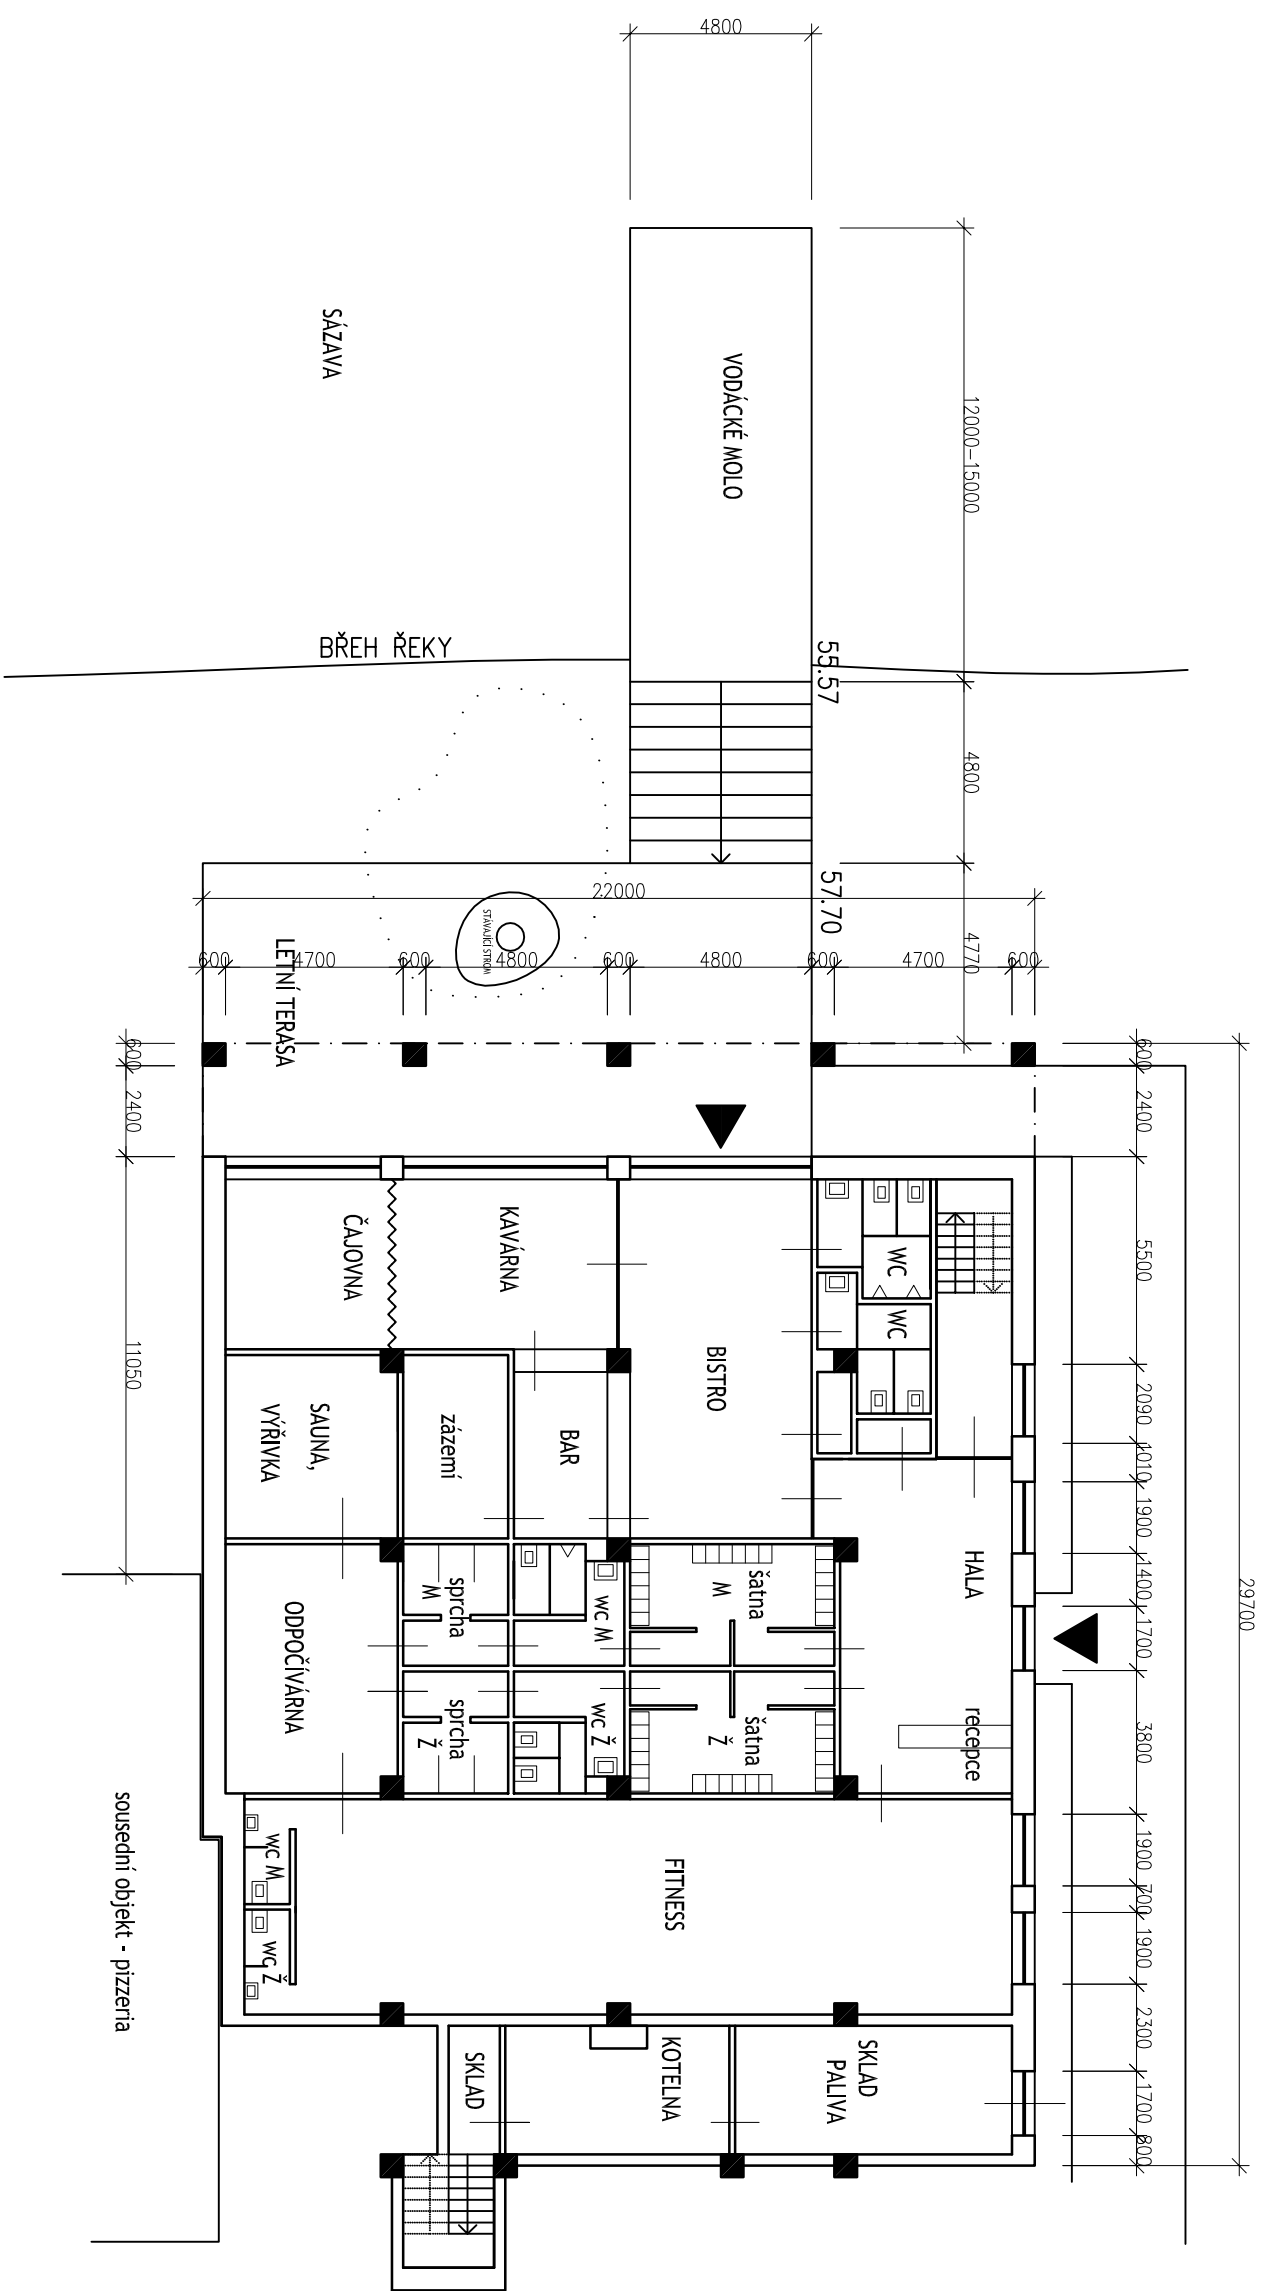 4800
SÁZAVA
VODÁCKÉ MOLO
12000-15000
BŘEH ŘEKY
55.57
4800
57.70
22000
4770
STÁVAJÍCÍ STROM
LETNÍ TERASA
600
4700
600
4800
600
4800
600
4700
600
600
2400
11050
600
2400
5500
2090
1010
1900
1400
1700
3800
1900
700
1900
2300
1700
800
29700
ČAJOVNA
KAVÁRNA
WC
WC
BISTRO
SAUNA,
VÝŘIVKA
zázemí
BAR
HALA
recepce
ODPOČÍVÁRNA
sprcha
M
wc M
šatna
M
sprcha
Ž
wc Ž
šatna
Ž
FITNESS
wc M
wc Ž
SKLAD
KOTELNA
SKLAD
PALIVA
sousední objekt - pizzeria